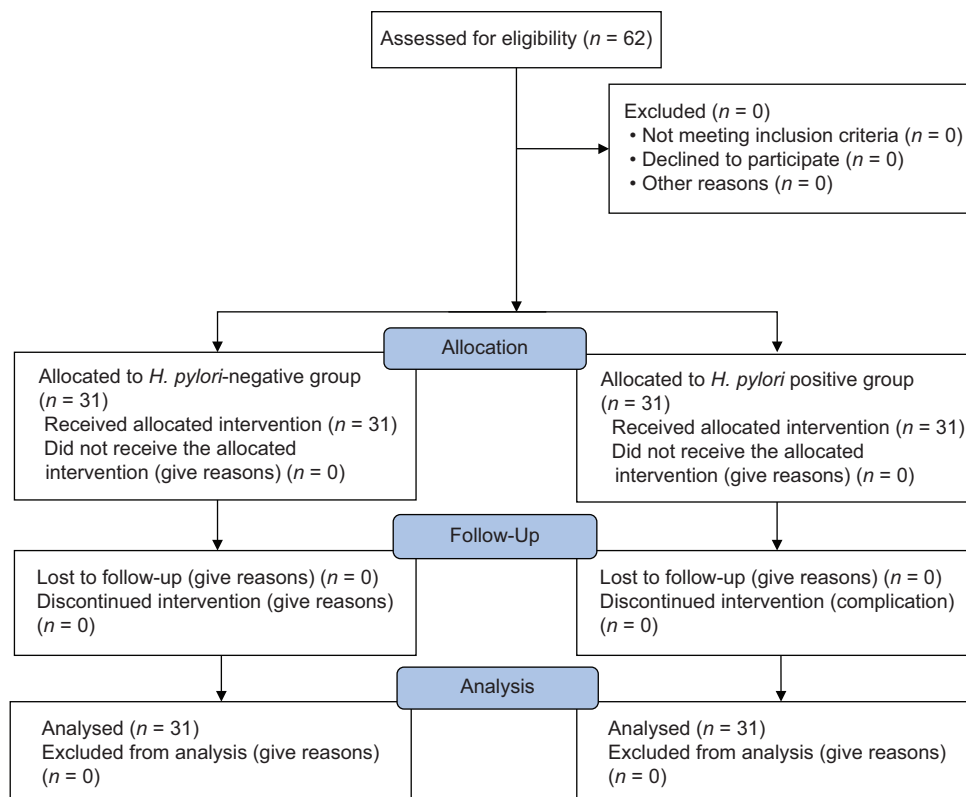 Assessed for eligibility (n = 62)
Excluded (n = 0)
• Not meeting inclusion criteria (n = 0)
• Declined to participate (n = 0)
• Other reasons (n = 0)
Allocation
Allocated to H. pylori-negative group
(n = 31)
Received allocated intervention (n = 31)
Did not receive the allocated
intervention (give reasons) (n = 0)
Allocated to H. pylori positive group
(n = 31)
Received allocated intervention (n = 31)
Did not receive the allocated
intervention (give reasons) (n = 0)
Follow-Up
Lost to follow-up (give reasons) (n = 0)
Discontinued intervention (give reasons)
(n = 0)
Lost to follow-up (give reasons) (n = 0)
Discontinued intervention (complication)
(n = 0)
Analysis
Analysed (n = 31)
Excluded from analysis (give reasons)
(n = 0)
Analysed (n = 31)
Excluded from analysis (give reasons)
(n = 0)